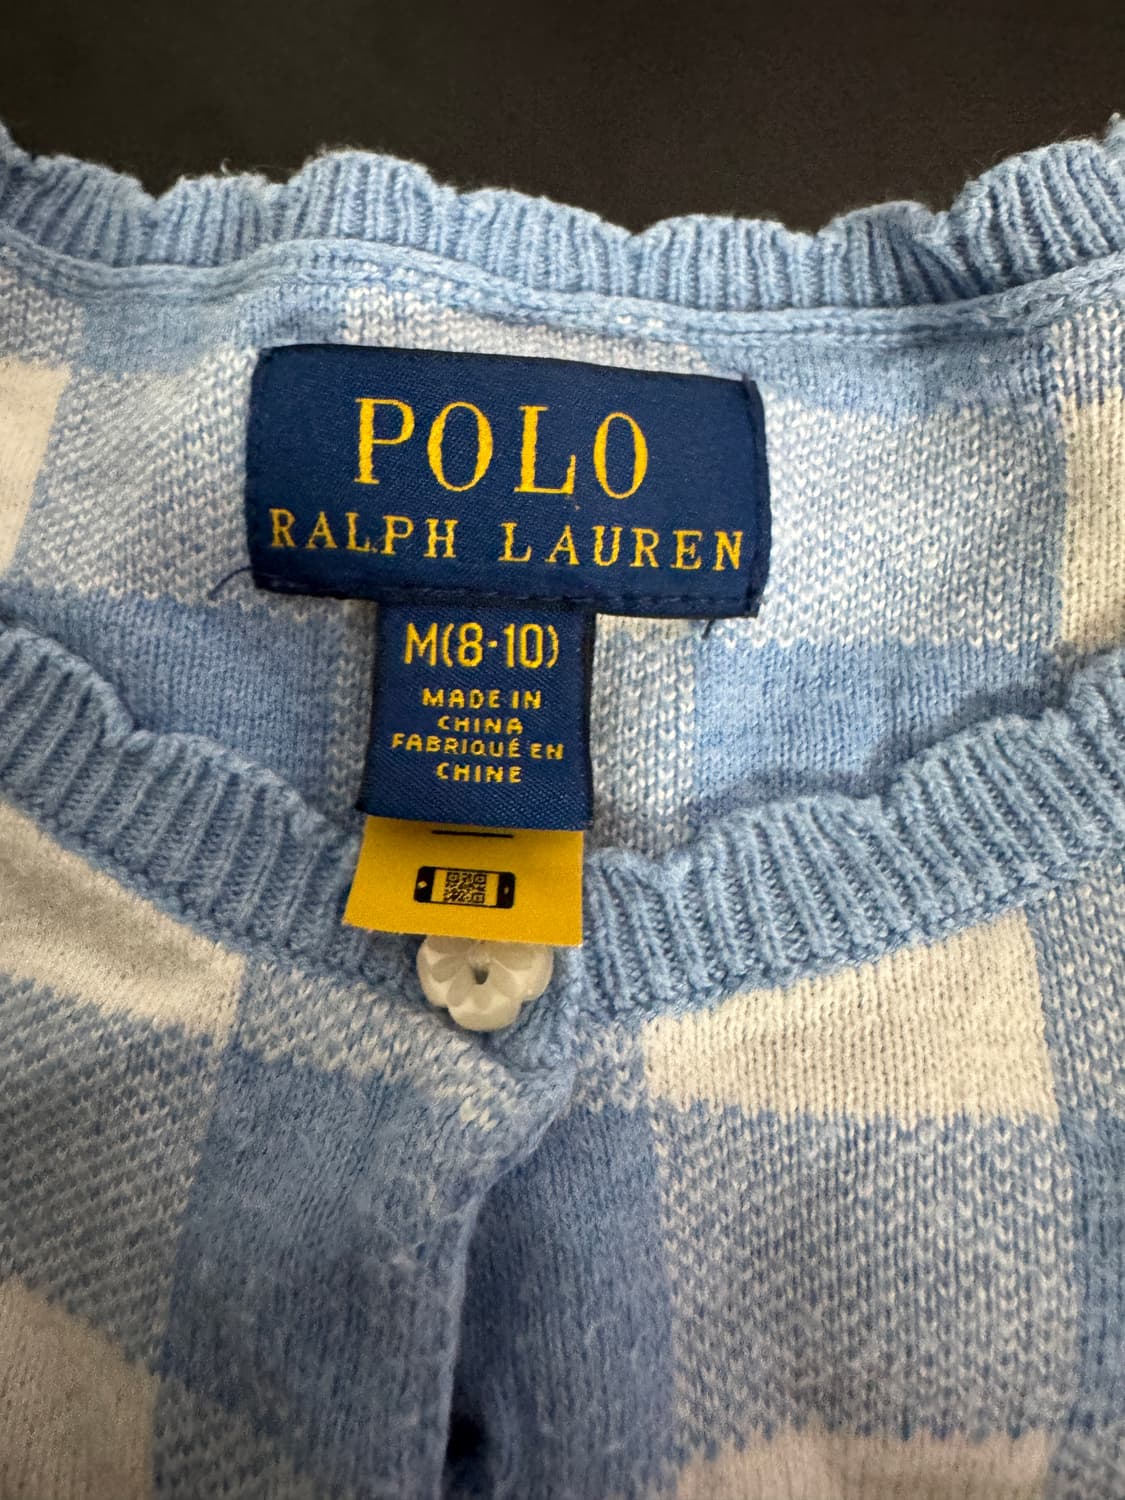 POLO
RALPH LAUREN
M(8-10)
MADE IN
CHINA
FABRIQUÉ EN
CHINE